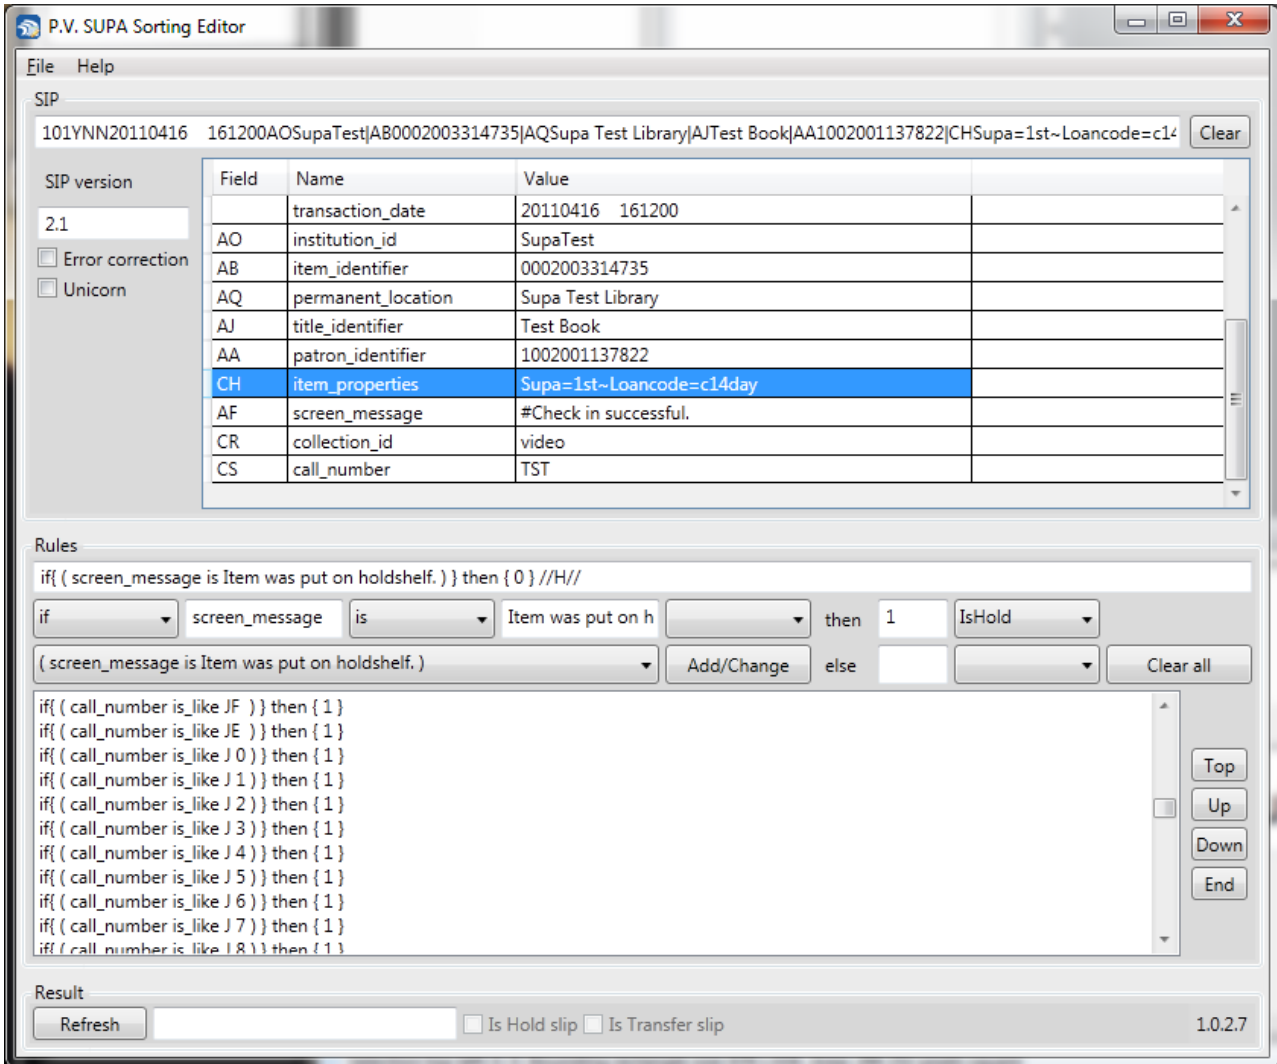 P.V. SUPA Sorting Editor
File Help
SIP
101YNN20110416 161200AOSupaTest|AB0002003314735|AQSupa Test Library|AJTest Book|AA1002001137822|CHSupa=1st~Loancode=c14 Clear
SIP version
2.1
Error correction
Unicorn
Field Name Value
transaction_date 20110416 161200
AO institution_id SupaTest
AB item_identifier 0002003314735
AQ permanent_location Supa Test Library
AJ title_identifier Test Book
AA patron_identifier 1002001137822
CH item_properties Supa=1st~Loancode=c14day
AF screen_message #Check in successful.
CR collection_id video
CS call_number TST
Rules
if{ ( screen_message is Item was put on holdshelf. ) } then { 0 } //H//
if screen_message is Item was put on h then 1 IsHold
( screen_message is Item was put on holdshelf. ) Add/Change else Clear all
if{ ( call_number is_like JF ) } then { 1 }
if{ ( call_number is_like JE ) } then { 1 }
if{ ( call_number is_like J 0 ) } then { 1 }
if{ ( call_number is_like J 1 ) } then { 1 }
if{ ( call_number is_like J 2 ) } then { 1 }
if{ ( call_number is_like J 3 ) } then { 1 }
if{ ( call_number is_like J 4 ) } then { 1 }
if{ ( call_number is_like J 5 ) } then { 1 }
if{ ( call_number is_like J 6 ) } then { 1 }
if{ ( call_number is_like J 7 ) } then { 1 }
if{ ( call_number is_like J 8 ) } then { 1 }
Top
Up
Down
End
Result
Refresh Is Hold slip Is Transfer slip 1.0.2.7